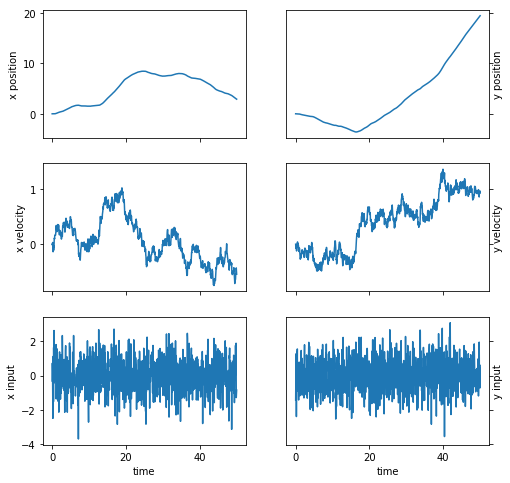 20
10
0
x position
y position
1
0
x velocity
y velocity
2
0
−2
−4
x input
y input
0
20
40
0
20
40
time
time